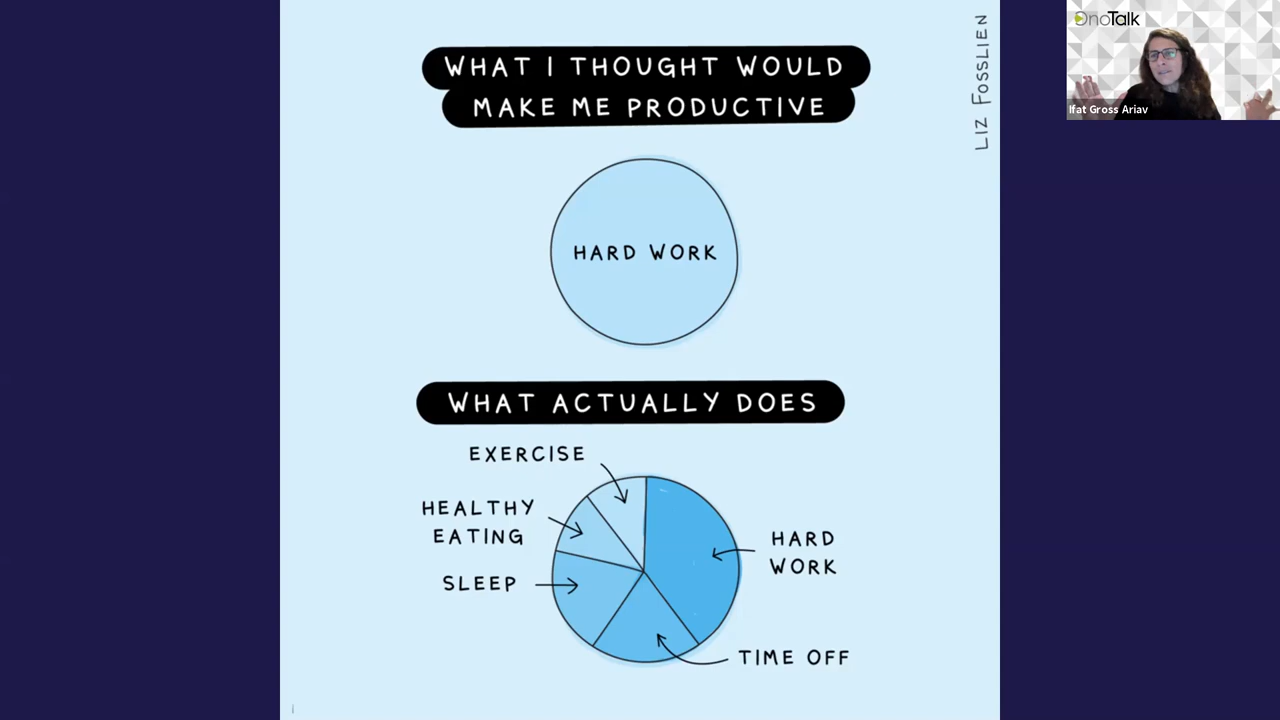 WHAT I THOUGHT WOULD
MAKE ME PRODUCTIVE
LIZ FOSSLIEN
HARD WORK
WHAT ACTUALLY DOES
EXERCISE
HEALTHY
EATING
SLEEP
HARD
WORK
TIME OFF
OnoTalk
Ifat Gross Ariav